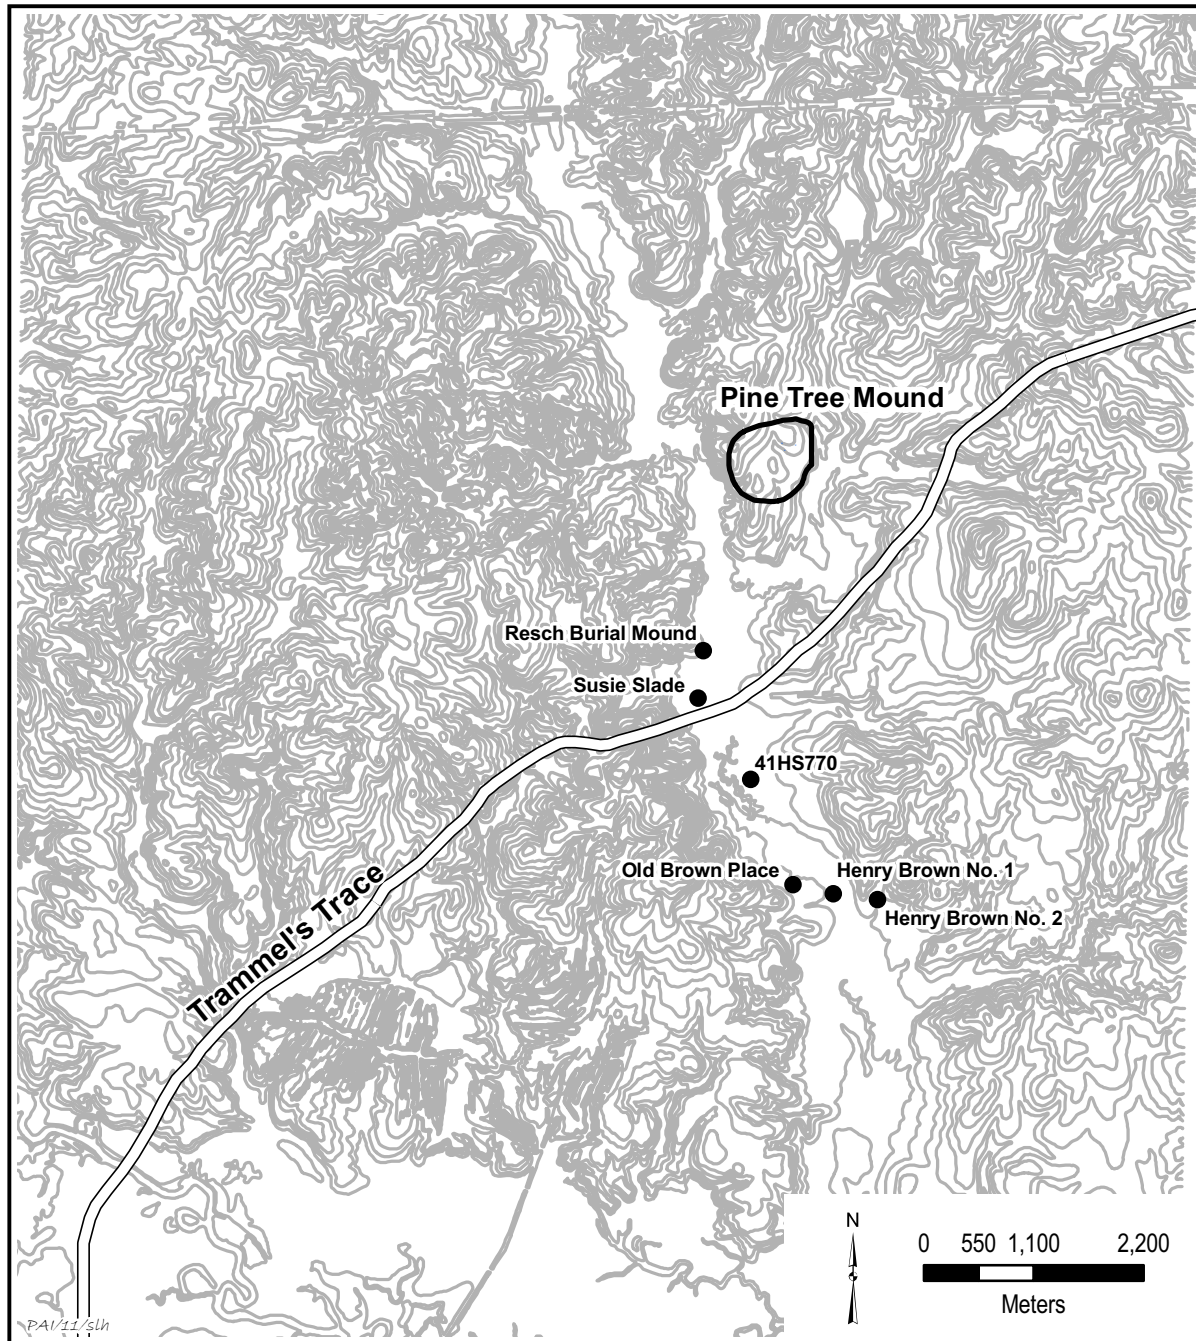 Pine Tree Mound
Resch Burial Mound
Susie Slade
41HS770
Old Brown Place
Henry Brown No. 1
Henry Brown No. 2
Trammel's Trace
N
0 550 1,100 2,200
Meters
PAI/11/slh